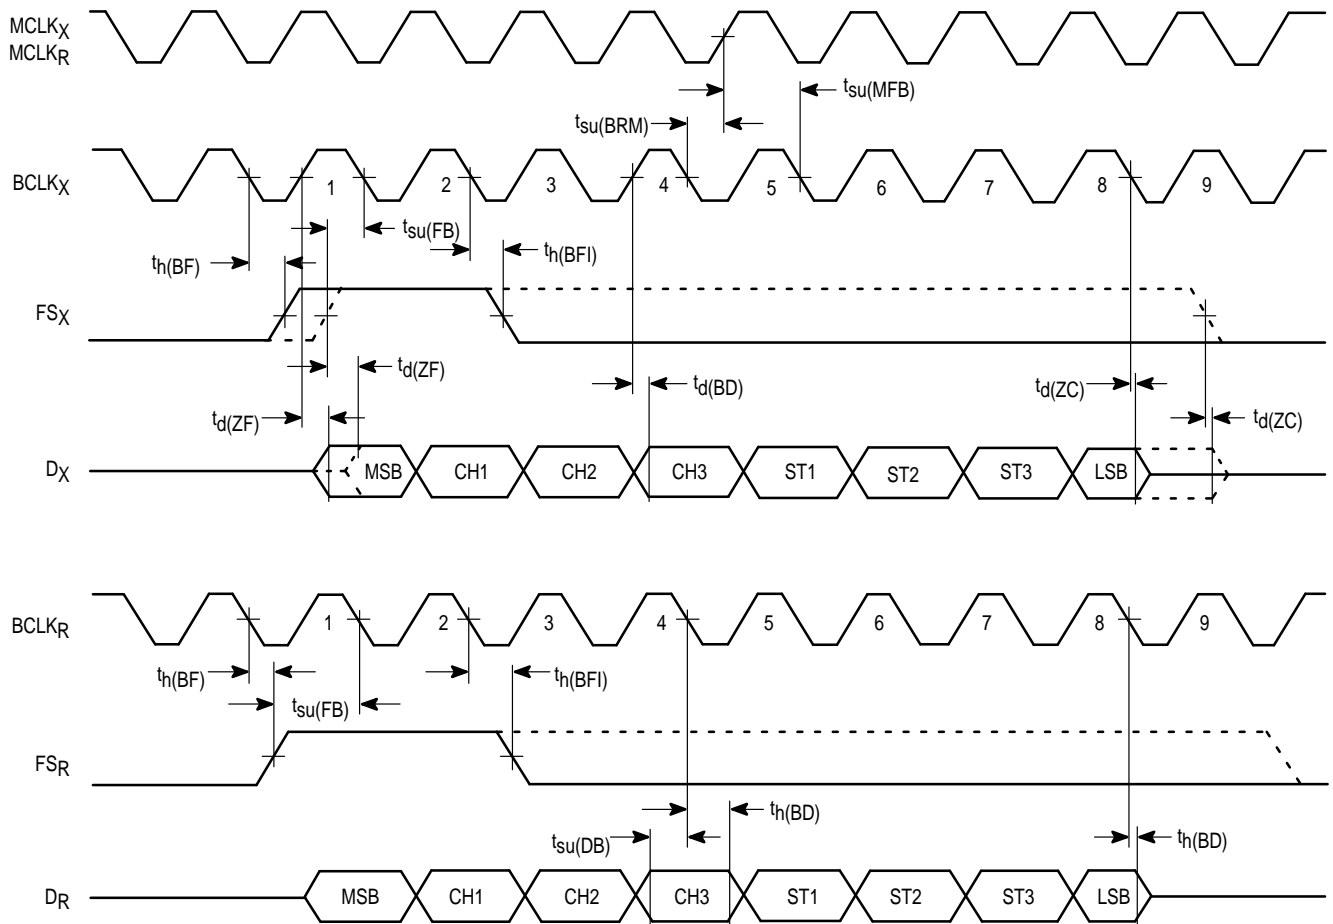 MCLKX
MCLKR
tsu(MFB)
tsu(BRM)
BCLKX 1 2 3 4 5 6 7 8 9
tsu(FB)
th(BF) th(BFI)
FSX
td(ZF) td(BD) td(ZC)
td(ZF) td(ZC)
DX MSB CH1 CH2 CH3 ST1 ST2 ST3 LSB
BCLKR 1 2 3 4 5 6 7 8 9
th(BF) th(BFI)
tsu(FB)
FSR
th(BD)
tsu(DB) th(BD)
DR MSB CH1 CH2 CH3 ST1 ST2 ST3 LSB